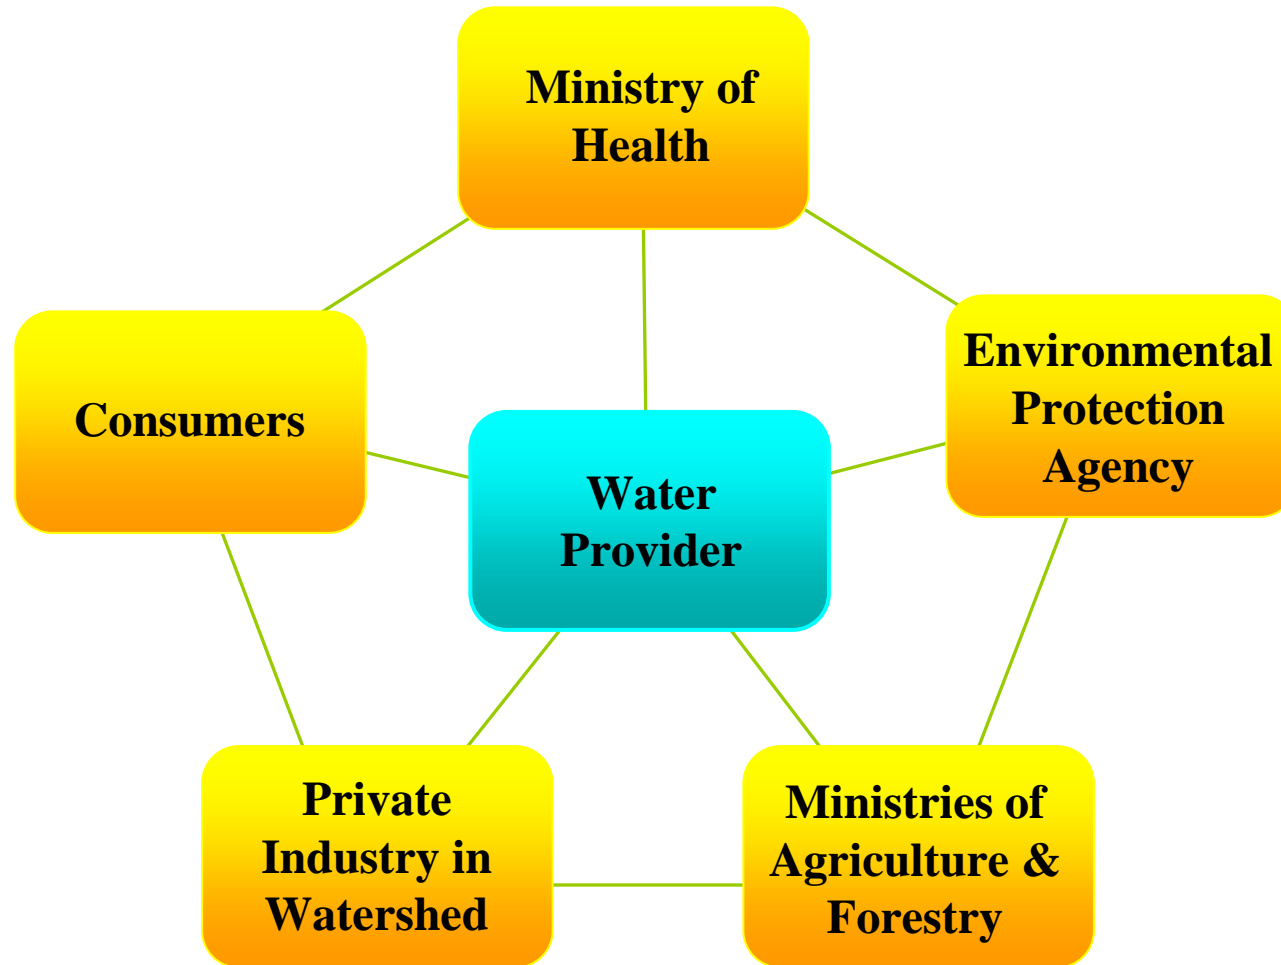 Ministry of
Health
Consumers
Environmental
Protection
Agency
Water
Provider
Private
Industry in
Watershed
Ministries of
Agriculture &
Forestry